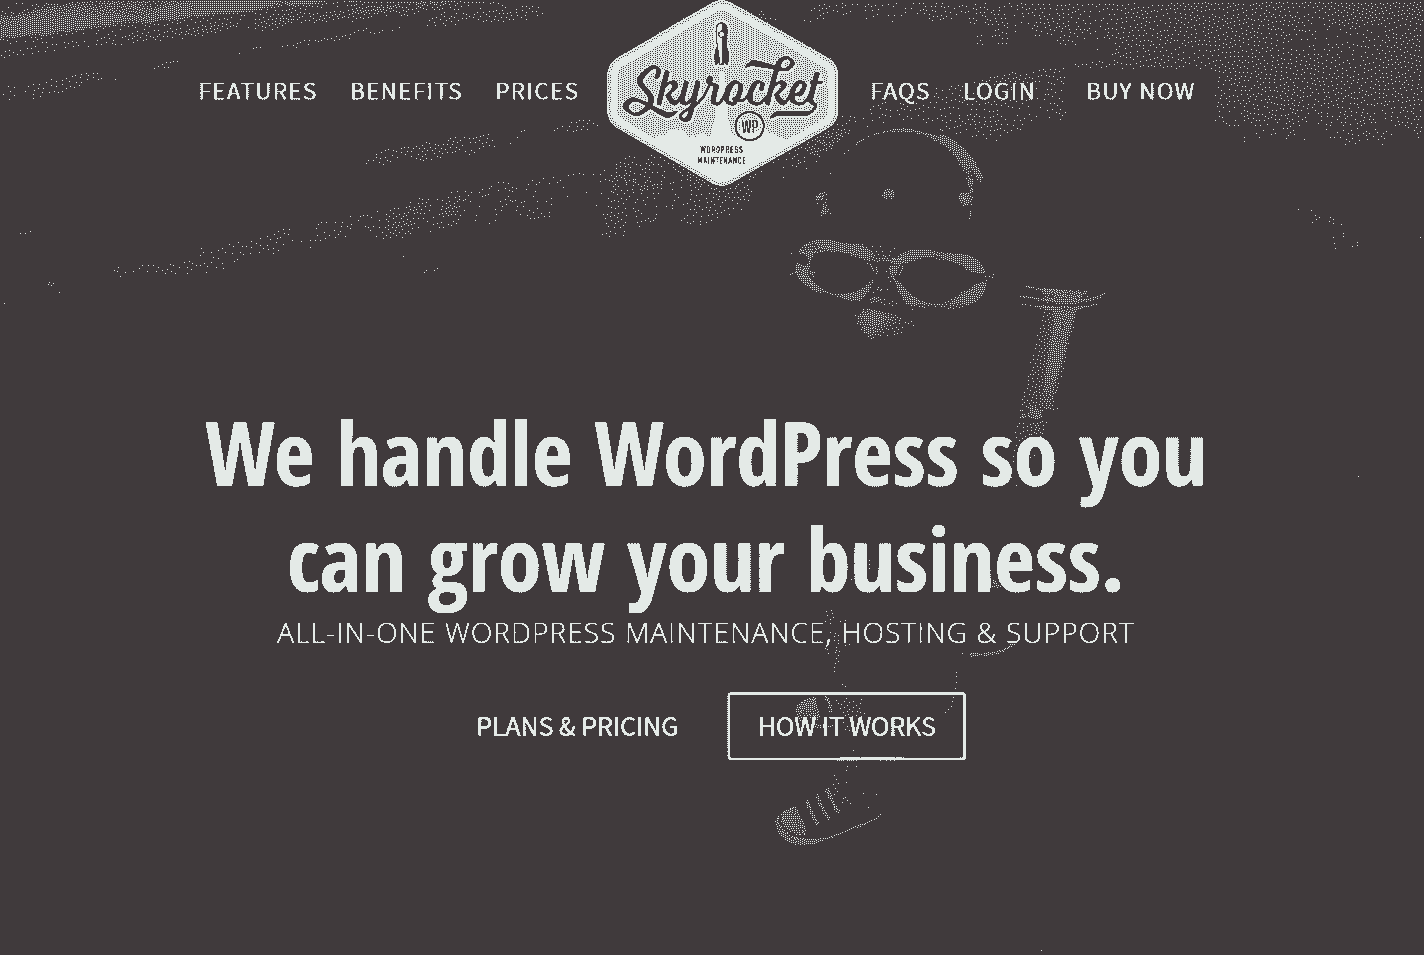 FEATURES BENEFITS PRICES
Skyrocket
WP
WORDPRESS
MAINTENANCE
FAQS LOGIN BUY NOW
We handle WordPress so you
can grow your business.
ALL-IN-ONE WORDPRESS MAINTENANCE, HOSTING & SUPPORT
PLANS & PRICING HOW IT WORKS